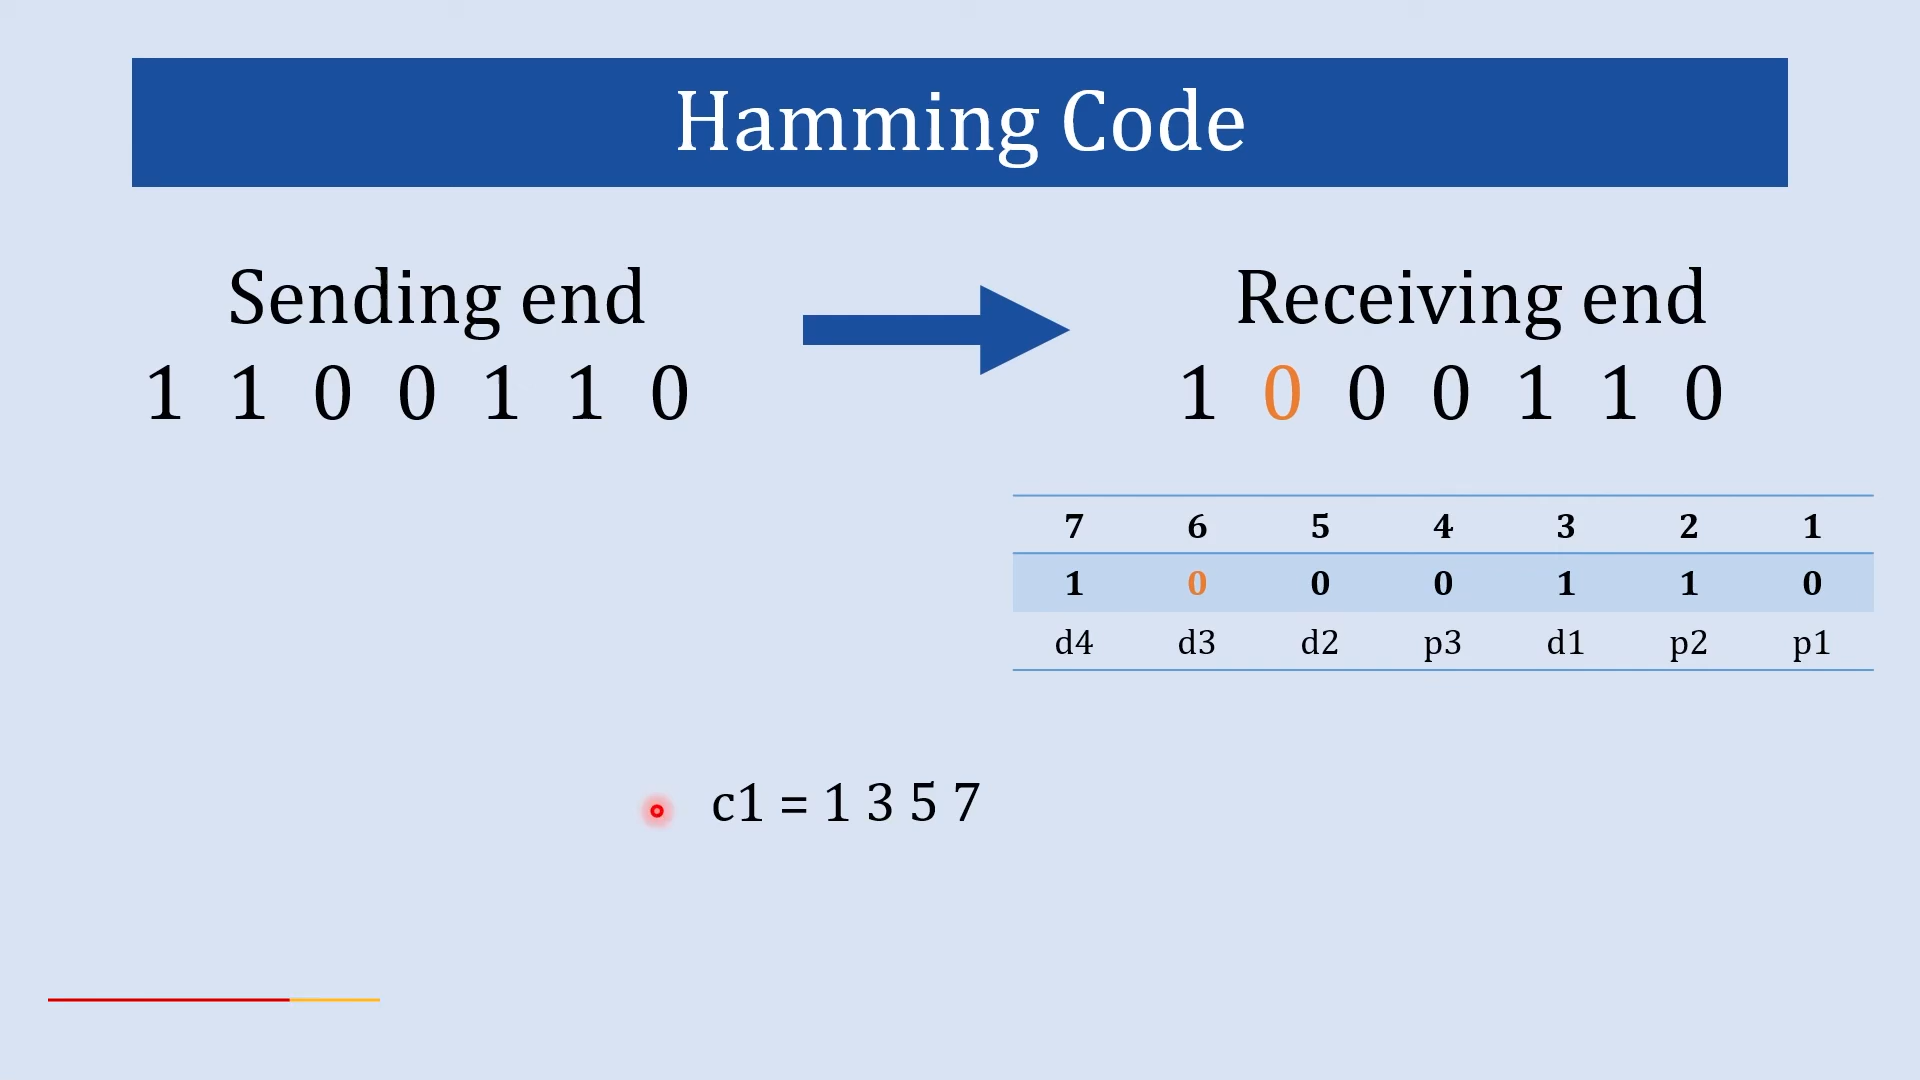 Hamming Code
Sending end
Receiving end
1 1 0 0 1 1 0
1 0 0 0 1 1 0
7 6 5 4 3 2 1
1 0 0 0 1 1 0
d4 d3 d2 p3 d1 p2 p1
c1 = 1 3 5 7